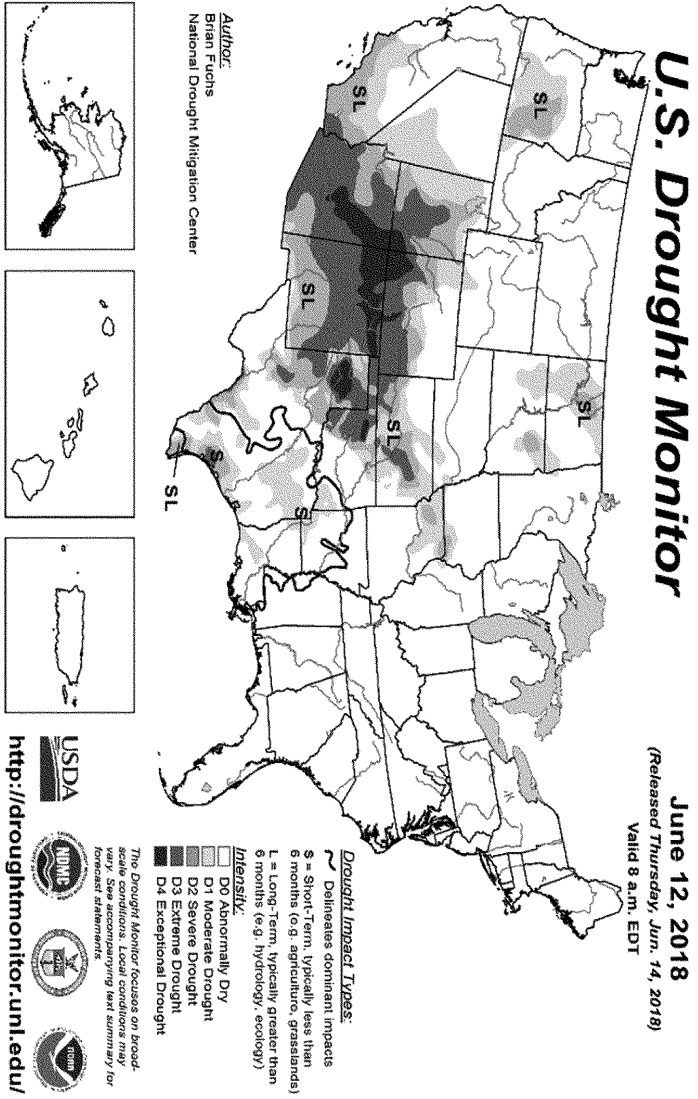 U.S. Drought Monitor
June 12, 2018
(Released Thursday, Jun. 14, 2018)
Valid 8 a.m. EDT
SL
SL
SL
SL
SL
S
S
SL
Author:
Brian Fuchs
National Drought Mitigation Center
Drought Impact Types:
Delineates dominant impacts
S = Short-Term, typically less than
6 months (e.g. agriculture, grasslands)
L = Long-Term, typically greater than
6 months (e.g. hydrology, ecology)
Intensity:
D0 Abnormally Dry
D1 Moderate Drought
D2 Severe Drought
D3 Extreme Drought
D4 Exceptional Drought
The Drought Monitor focuses on broad-
scale conditions. Local conditions may
vary. See accompanying text summary for
forecast statements.
USDA
NDMC
NOAA
http://droughtmonitor.unl.edu/